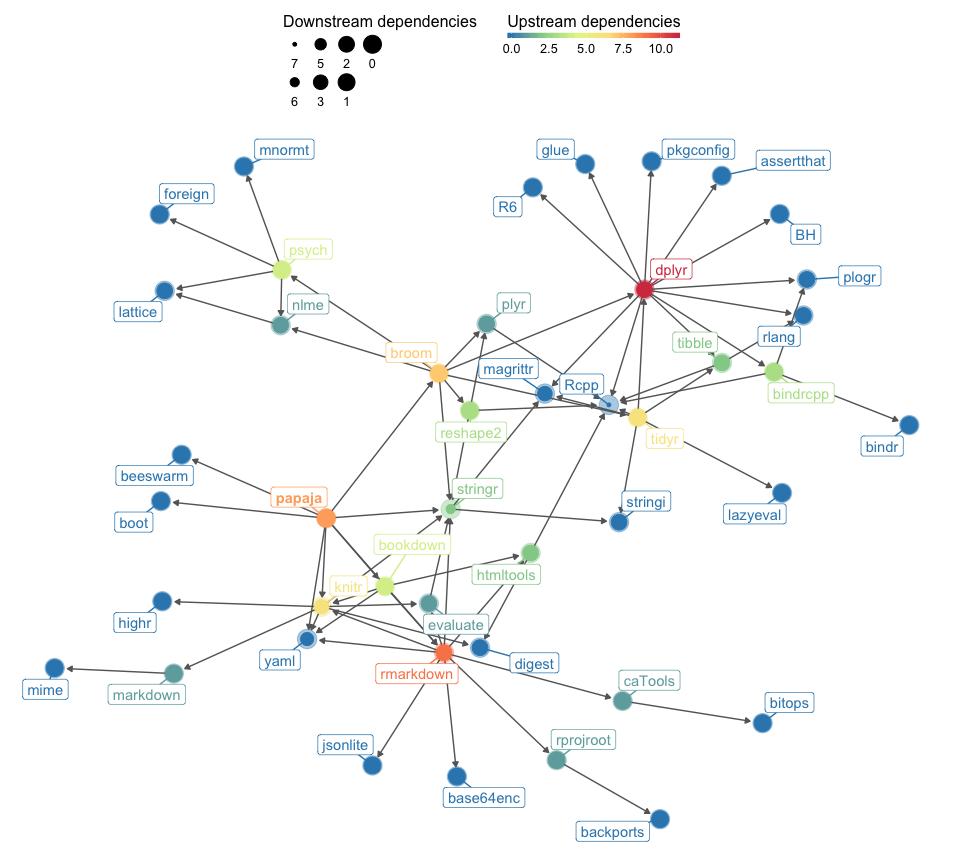 Downstream dependencies
7 5 2 0
6 3 1
Upstream dependencies
0.0 2.5 5.0 7.5 10.0
mnormt
glue
pkgconfig
assertthat
foreign
R6
BH
psych
dplyr
plogr
lattice
nlme
plyr
rlang
tibble
broom
magrittr
Rcpp
bindrcpp
reshape2
tidyr
bindr
beeswarm
papaja
stringr
stringi
lazyeval
boot
bookdown
htmltools
knitr
highr
evaluate
yaml
digest
rmarkdown
mime
markdown
caTools
bitops
jsonlite
rprojroot
base64enc
backports